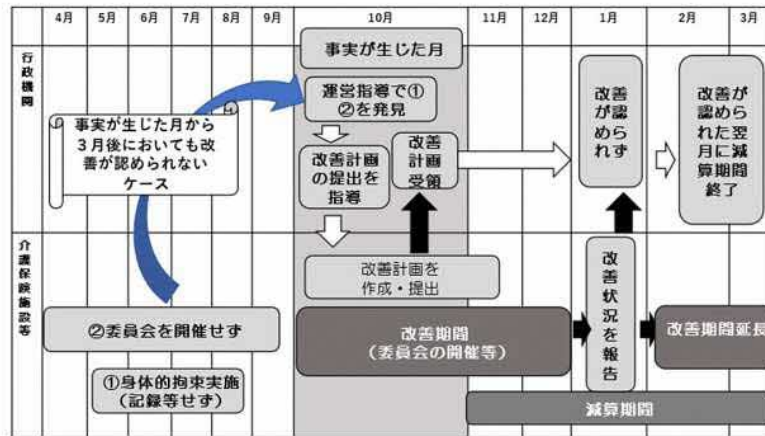 4月 5月 6月 7月 8月 9月 10月 11月 12月 1月 2月 3月
行政機関
事実が生じた月
運営指導で①
②を発見
事実が生じた月から
３月後においても改
善が認められない
ケース
改善計画
の提出を
指導
改善
計画
受領
改善
が認
めら
れず
改善が
認めら
れた翌
月に減
算期間
終了
介護保険施設等
改善計画を
作成・提出
②委員会を開催せず
改善期間
（委員会の開催等）
改善状況を報告
改善期間延長
①身体的拘束実施
（記録等せず）
減算期間